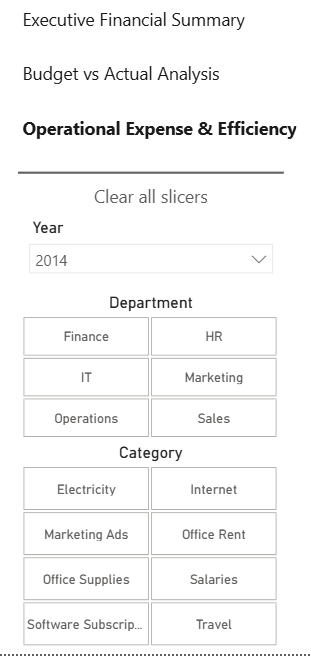 Executive Financial Summary
Budget vs Actual Analysis
Operational Expense & Efficiency
Clear all slicers
Year
2014
Department
Finance
HR
IT
Marketing
Operations
Sales
Category
Electricity
Internet
Marketing Ads
Office Rent
Office Supplies
Salaries
Software Subscrip...
Travel